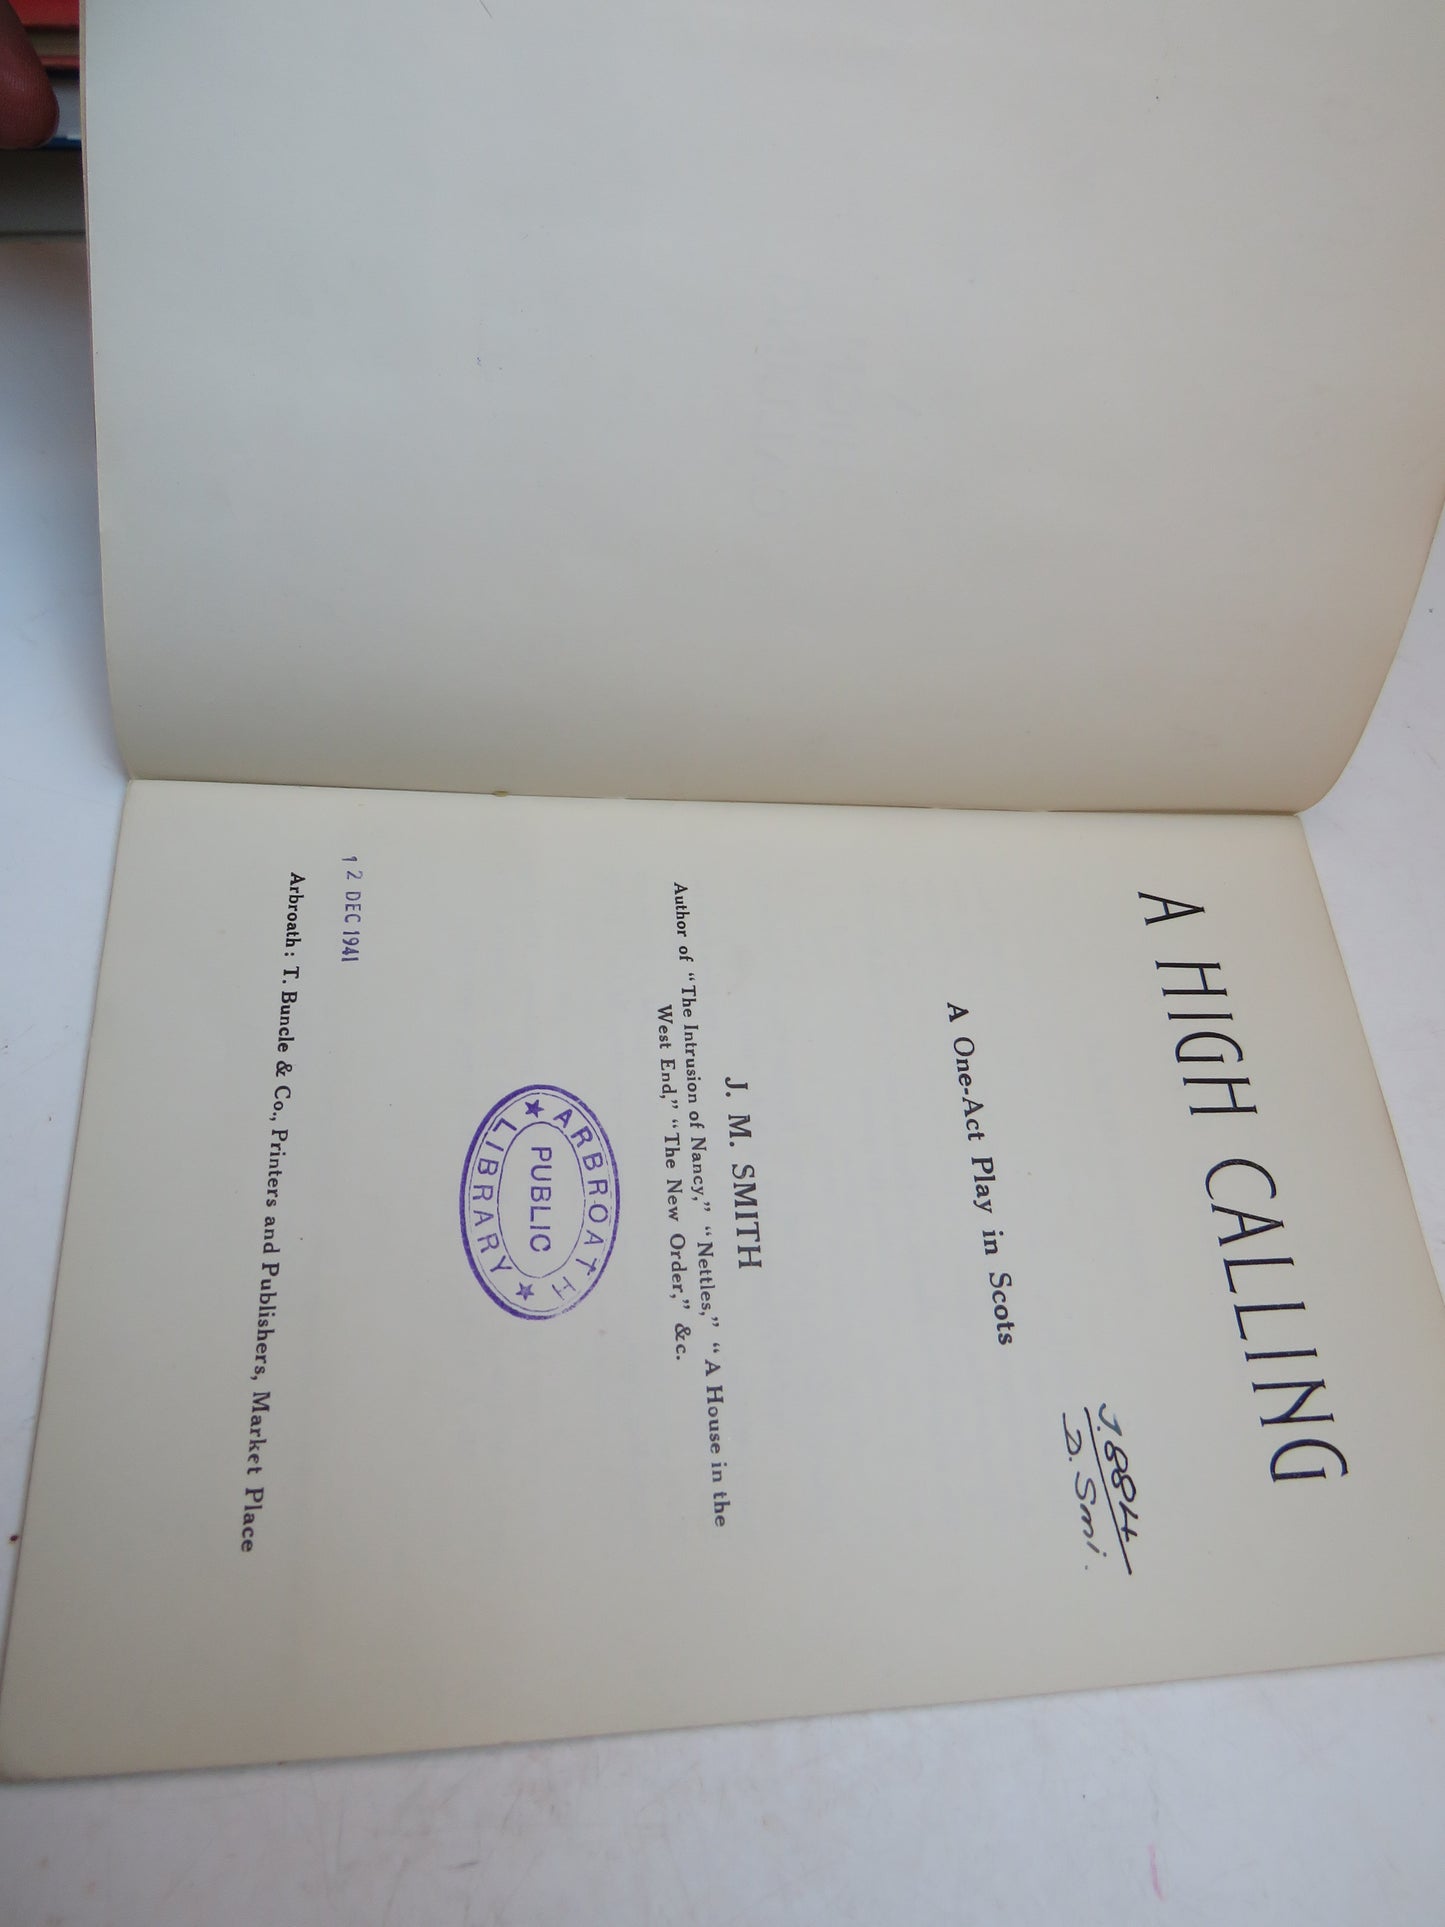 A HIGH CALLING
A One-Act Play in Scots
J. M. SMITH
Author of "The Intrusion of Nancy," "Nettles," "A House in the
West End," "The New Order," &c.
ARBROATH
PUBLIC
LIBRARY
12 DEC 1941
Arbroath: T. Buncle & Co., Printers and Publishers, Market Place
D. Smi.